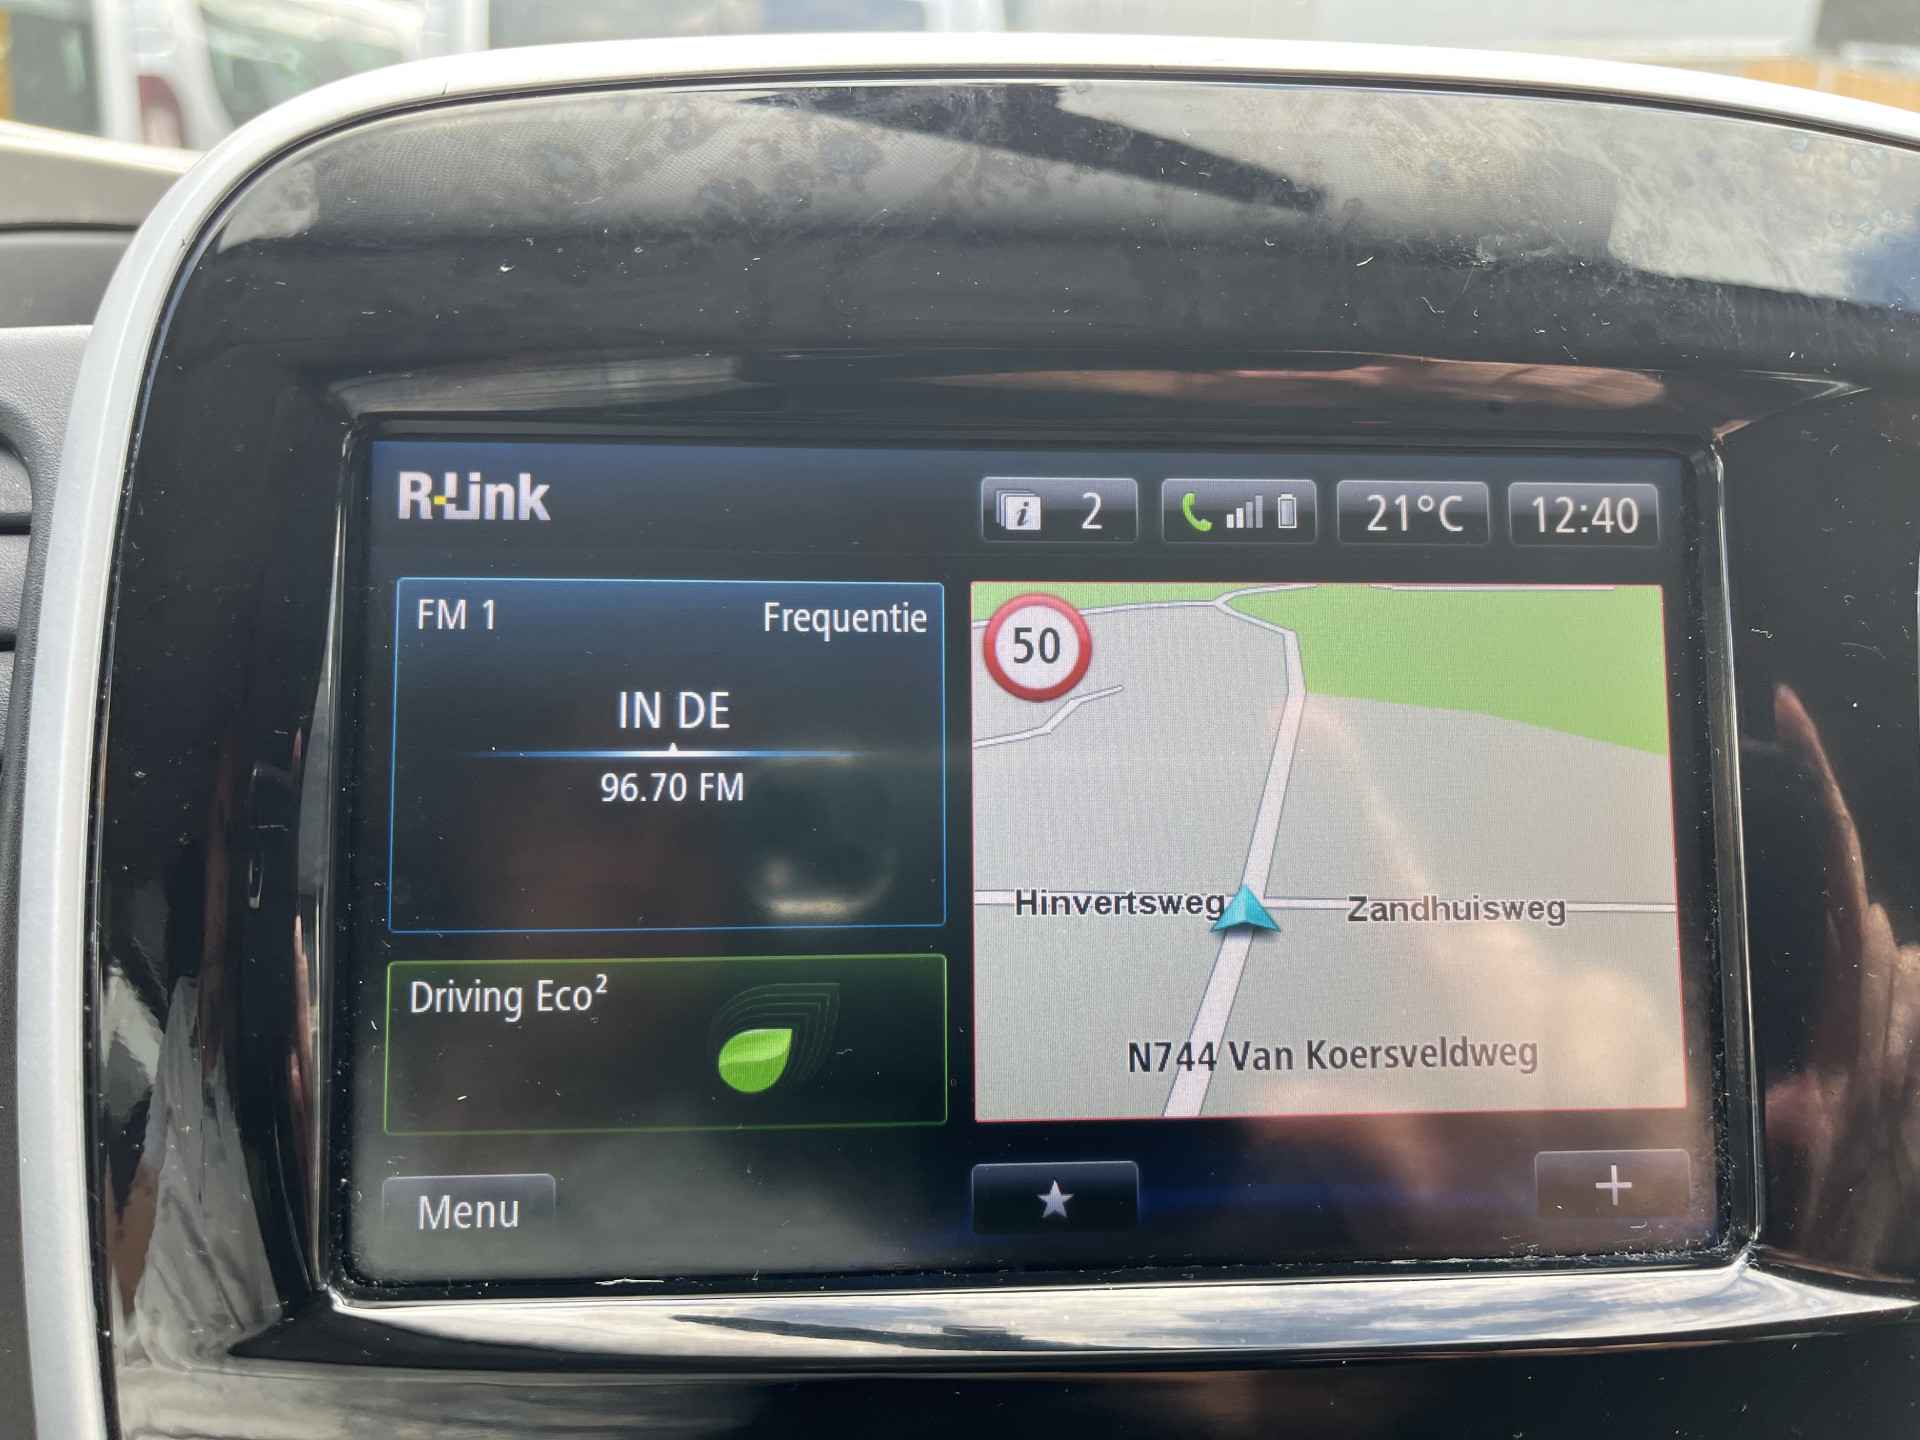 R-Link
i 2
21°C
12:40
FM 1
Frequentie
IN DE
96.70 FM
50
Hinvertsweg
Zandhuisweg
N744 Van Koersveldweg
Driving Eco²
Menu
+